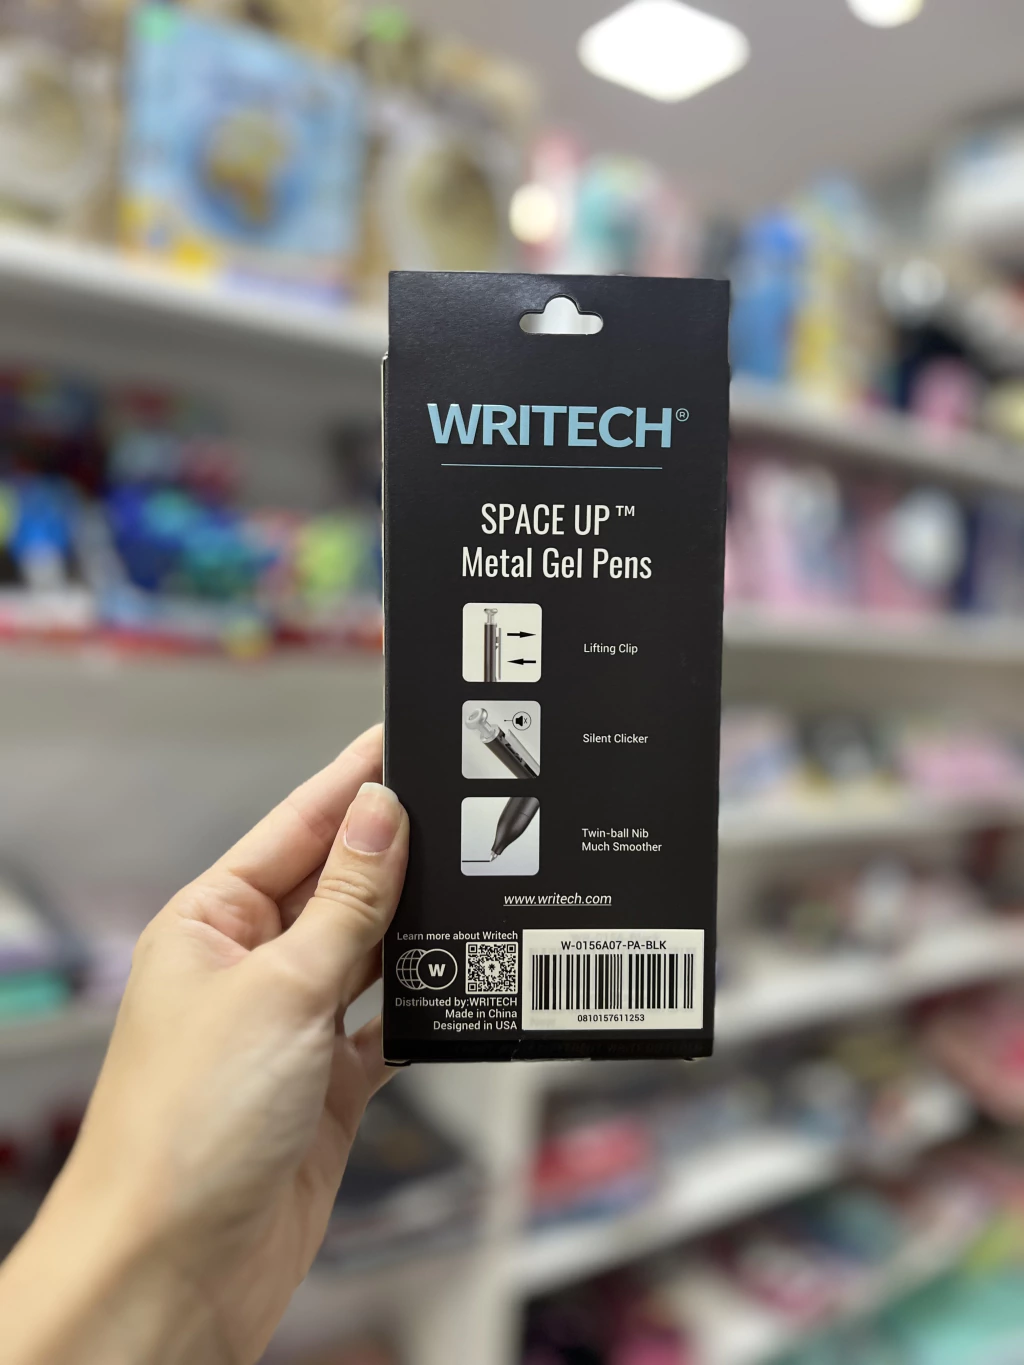 WRITECH®
SPACE UP™
Metal Gel Pens
Lifting Clip
Silent Clicker
Twin-ball Nib
Much Smoother
www.writech.com
Learn more about Writech
W
Distributed by:WRITECH
Made in China
Designed in USA
W-0156A07-PA-BLK
0810157611253